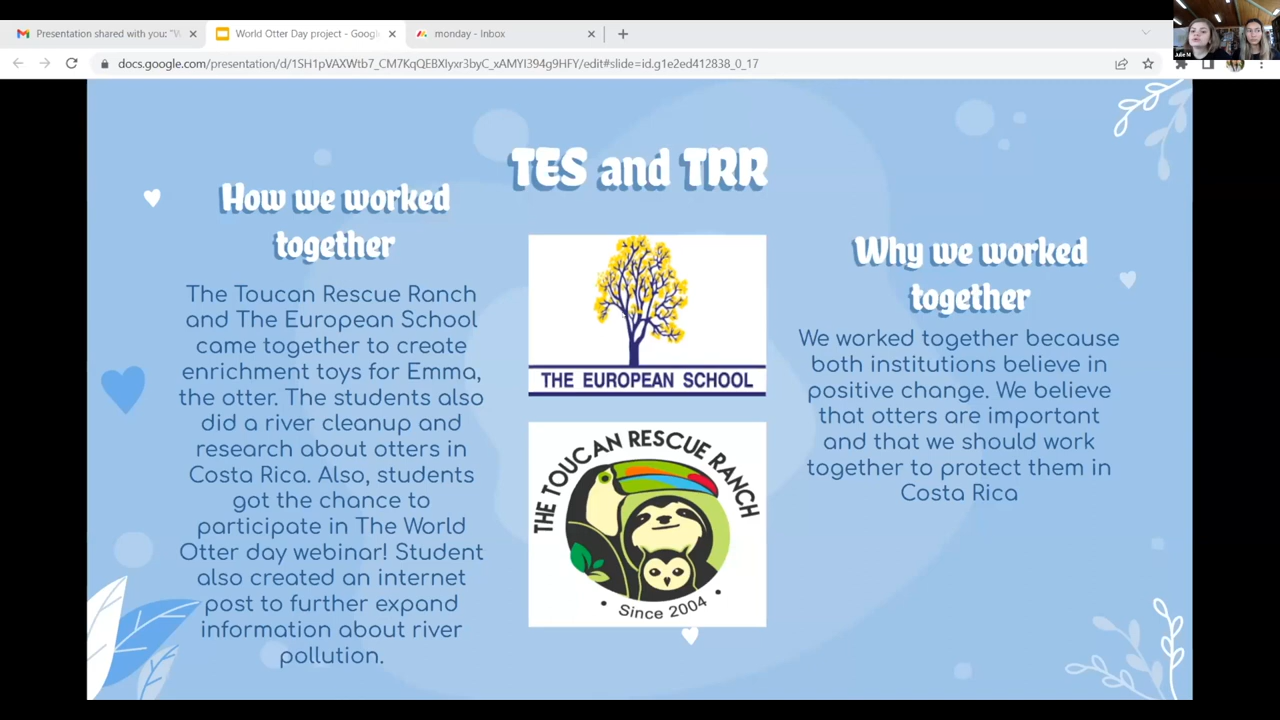 Presentation shared with you: "W
World Otter Day project - Googl
monday - Inbox
docs.google.com/presentation/d/1SH1pVAXWtb7_CM7KqQEBXIyxr3xC_xAMYI394g9HFY/edit#slide=id.g1e2ed412838_0_17
Julie M
TES and TRR
How we worked
together
The Toucan Rescue Ranch
and The European School
came together to create
enrichment toys for Emma,
the otter. The students also
did a river cleanup and
research about otters in
Costa Rica. Also, students
got the chance to
participate in The World
Otter day webinar! Student
also created an internet
post to further expand
information about river
pollution.
THE EUROPEAN SCHOOL
THE TOUCAN RESCUE RANCH
• Since 2004 •
Why we worked
together
We worked together because
both institutions believe in
positive change. We believe
that otters are important
and that we should work
together to protect them in
Costa Rica